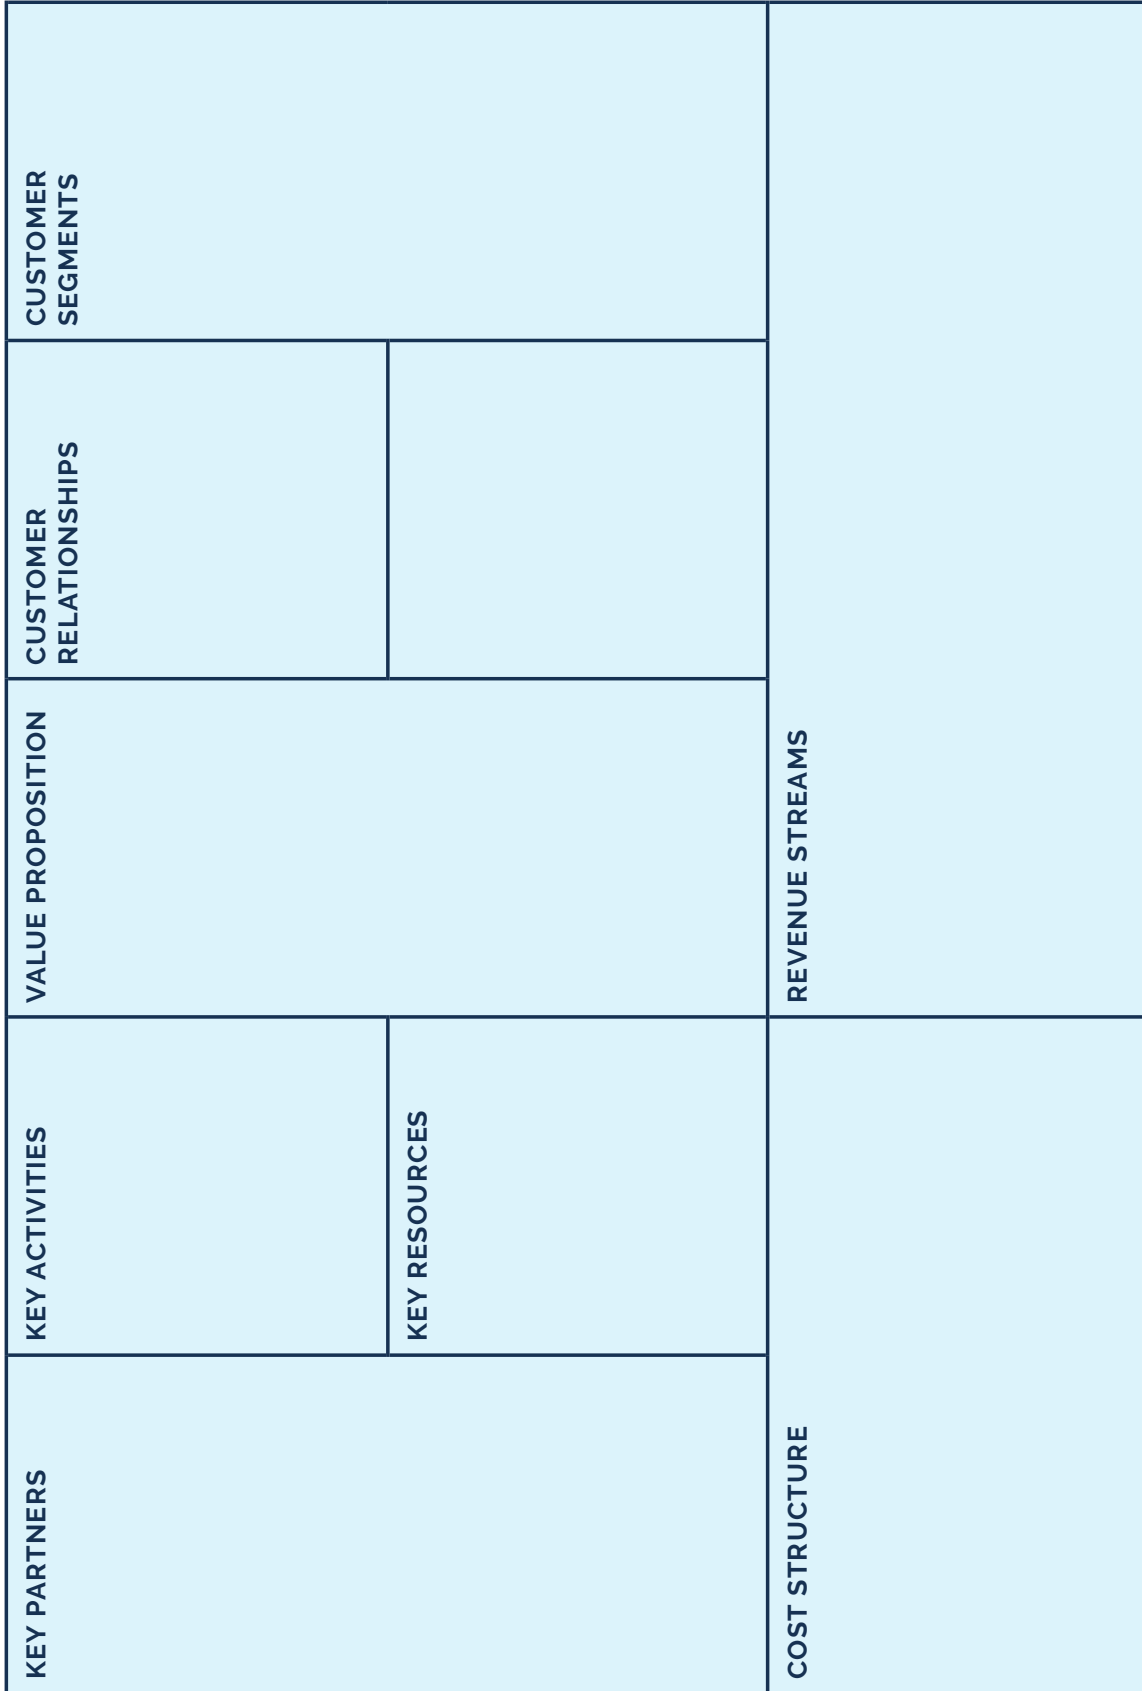 KEY PARTNERS
KEY ACTIVITIES
KEY RESOURCES
VALUE PROPOSITION
CUSTOMER
RELATIONSHIPS
CUSTOMER
SEGMENTS
COST STRUCTURE
REVENUE STREAMS